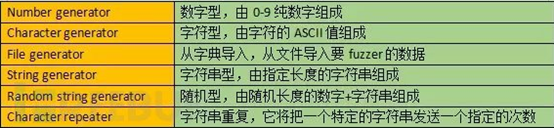 Number generator 数字型，由 0-9 纯数字组成
Character generator 字符型，由字符的 ASCII 值组成
File generator 从字典导入，从文件导入要 fuzzer 的数据
String generator 字符串型，由指定长度的字符串组成
Random string generator 随机型，由随机长度的数字+字符串组成
Character repeater 字符串重复，它将把一个特定的字符串发送一个指定的次数